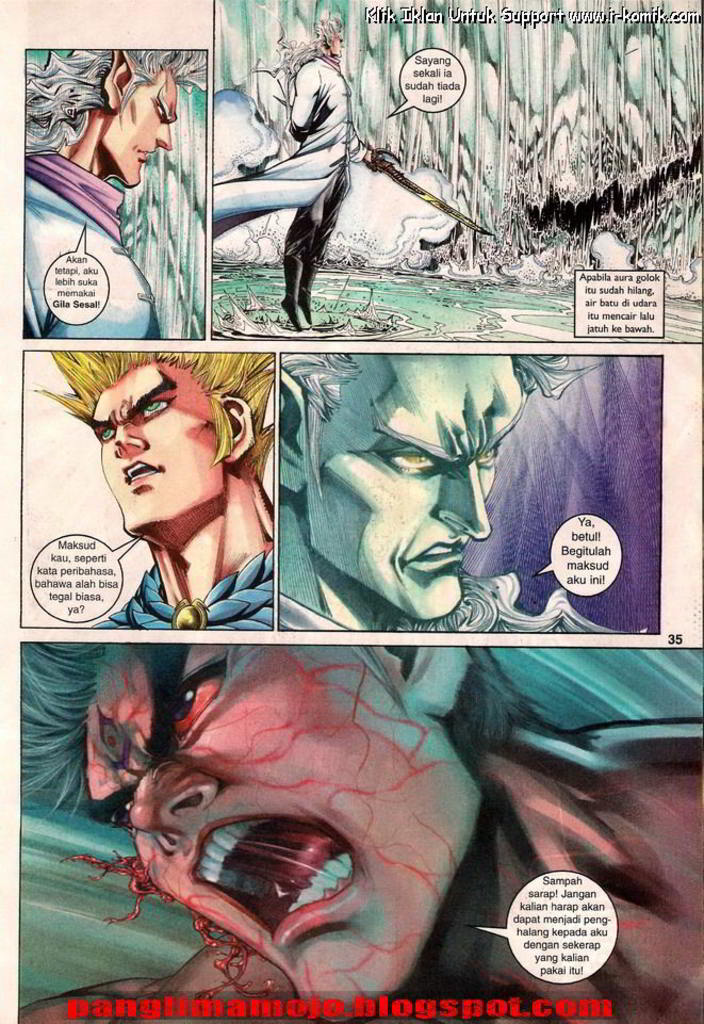 Klik Iklan Untuk Support www.i-komik.com
Akan
tetapi, aku
lebih suka
memakai
Gila Sesal!
Sayang
sekali ia
sudah tiada
lagi!
Apabila aura golok
itu sudah hilang,
air batu di udara
itu mencair lalu
jatuh ke bawah.
Maksud
kau, seperti
kata peribahasa,
bahawa alah bisa
tegal biasa,
ya?
Ya,
betul!
Begitulah
maksud
aku ini!
35
Sampah
sarap! Jangan
kalian harap akan
dapat menjadi peng-
halang kepada aku
dengan sekerap
yang kalian
pakai itu!
panglimamojo.blogspot.com